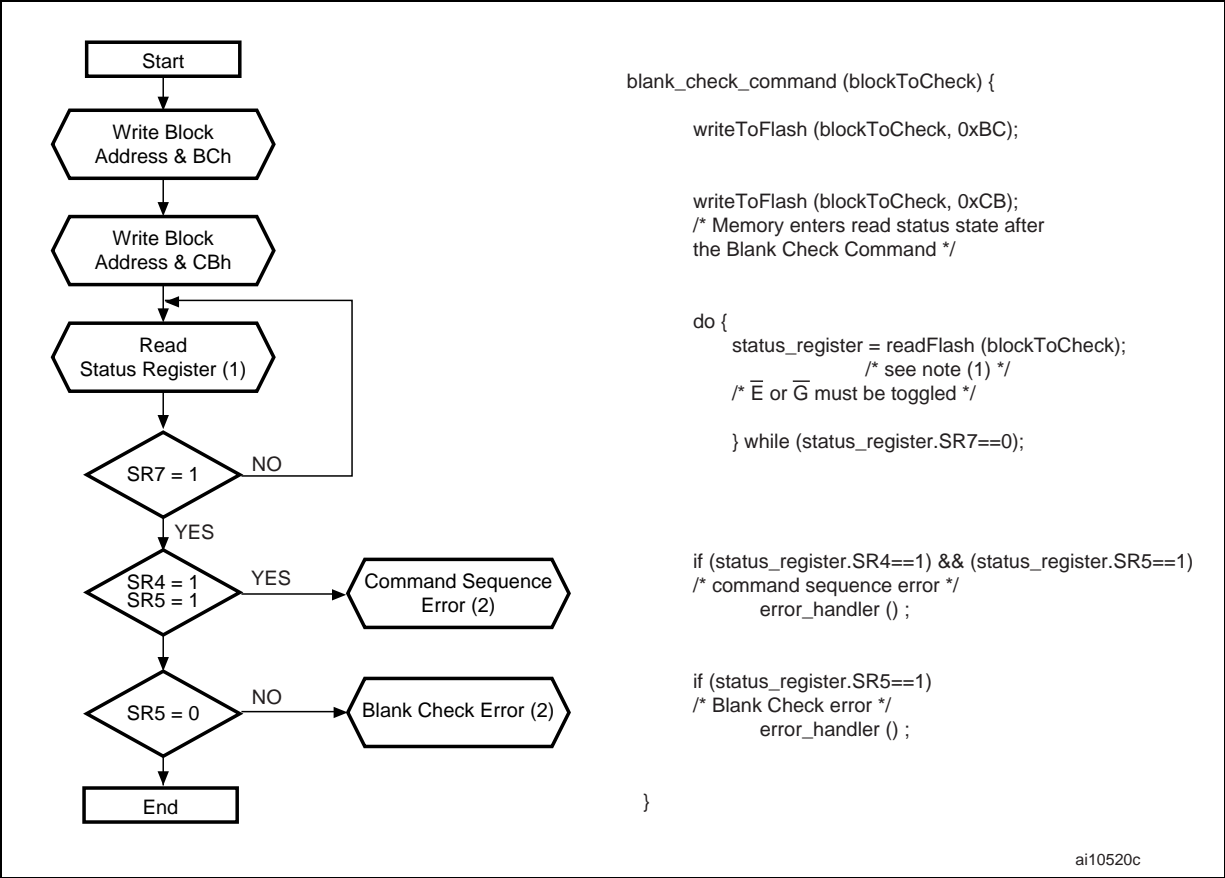 Start
Write Block
Address & BCh
Write Block
Address & CBh
Read
Status Register (1)
SR7 = 1
NO
YES
SR4 = 1
SR5 = 1
YES
Command Sequence
Error (2)
SR5 = 0
NO
Blank Check Error (2)
End
blank_check_command (blockToCheck) {
writeToFlash (blockToCheck, 0xBC);
writeToFlash (blockToCheck, 0xCB);
/* Memory enters read status state after
the Blank Check Command */
do {
status_register = readFlash (blockToCheck);
/* see note (1) */
/* E̅ or G̅ must be toggled */
} while (status_register.SR7==0);
if (status_register.SR4==1) && (status_register.SR5==1)
/* command sequence error */
error_handler () ;
if (status_register.SR5==1)
/* Blank Check error */
error_handler () ;
}
ai10520c